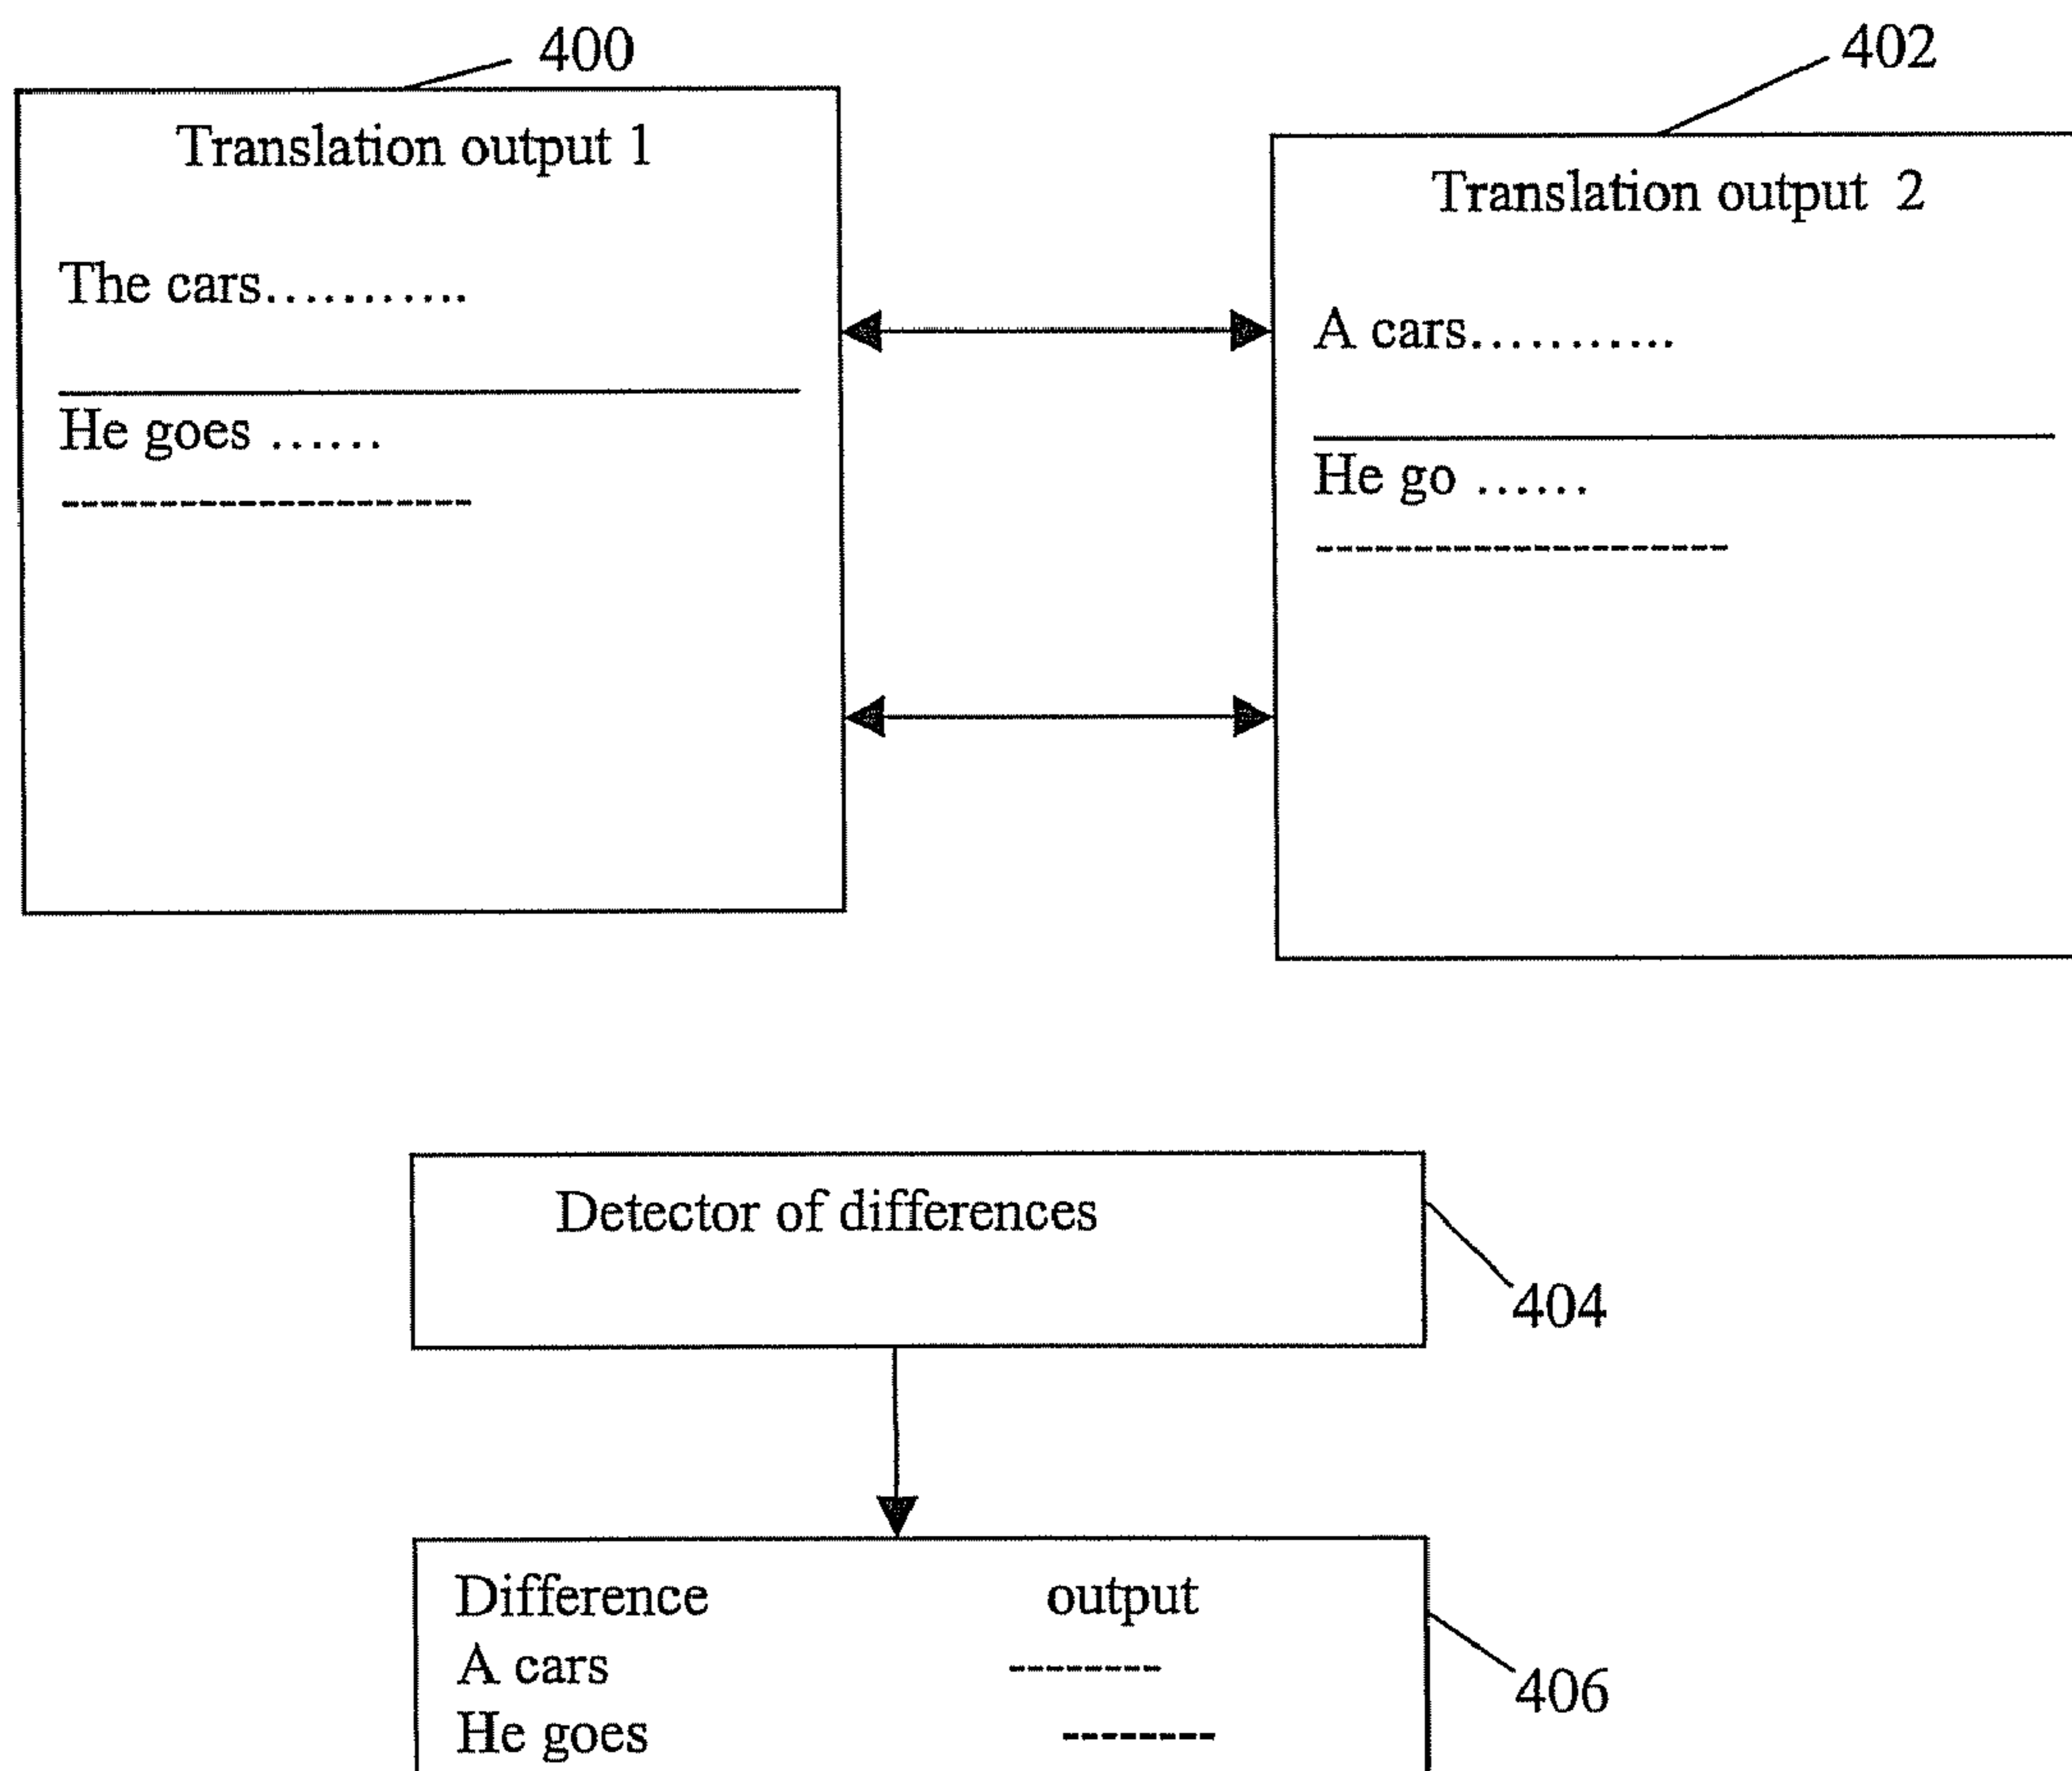 400
Translation output 1
The cars...........
He goes ......
----------------------
402
Translation output 2
A cars...........
He go ......
----------------------
Detector of differences
404
Difference output
A cars --------
He goes --------
406